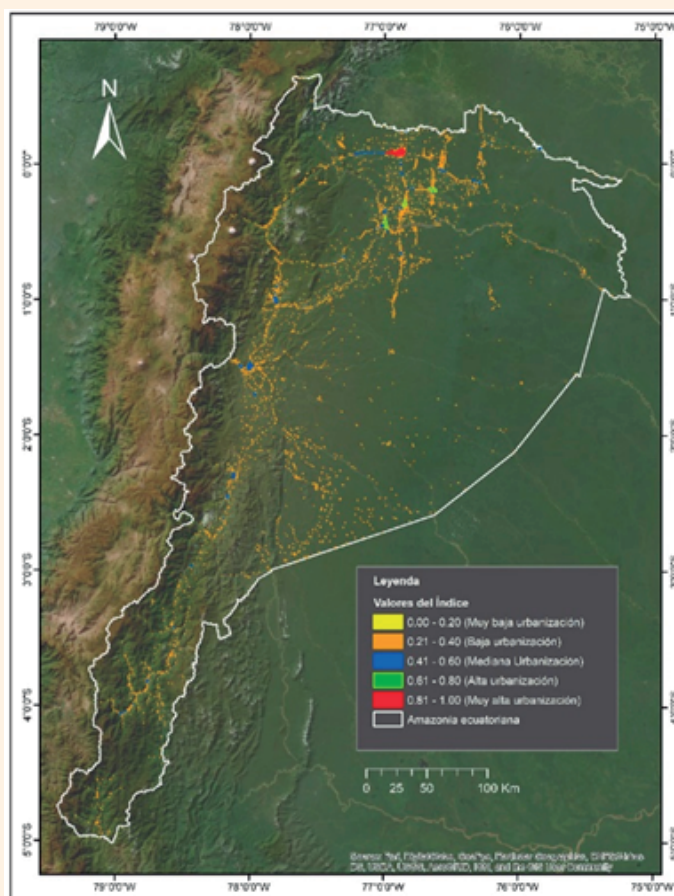 79°0'0"W 78°0'0"W 77°0'0"W 76°0'0"W 75°0'0"W
N
0°0'0"
1°0'0"S
2°0'0"S
3°0'0"S
4°0'0"S
5°0'0"S
Leyenda
Valores del Índice
0.00 - 0.20 (Muy baja urbanización)
0.21 - 0.40 (Baja urbanización)
0.41 - 0.60 (Mediana Urbanización)
0.61 - 0.80 (Alta urbanización)
0.81 - 1.00 (Muy alta urbanización)
Amazonía ecuatoriana
0 25 50 100 Km
79°0'0"W 78°0'0"W 77°0'0"W 76°0'0"W 75°0'0"W